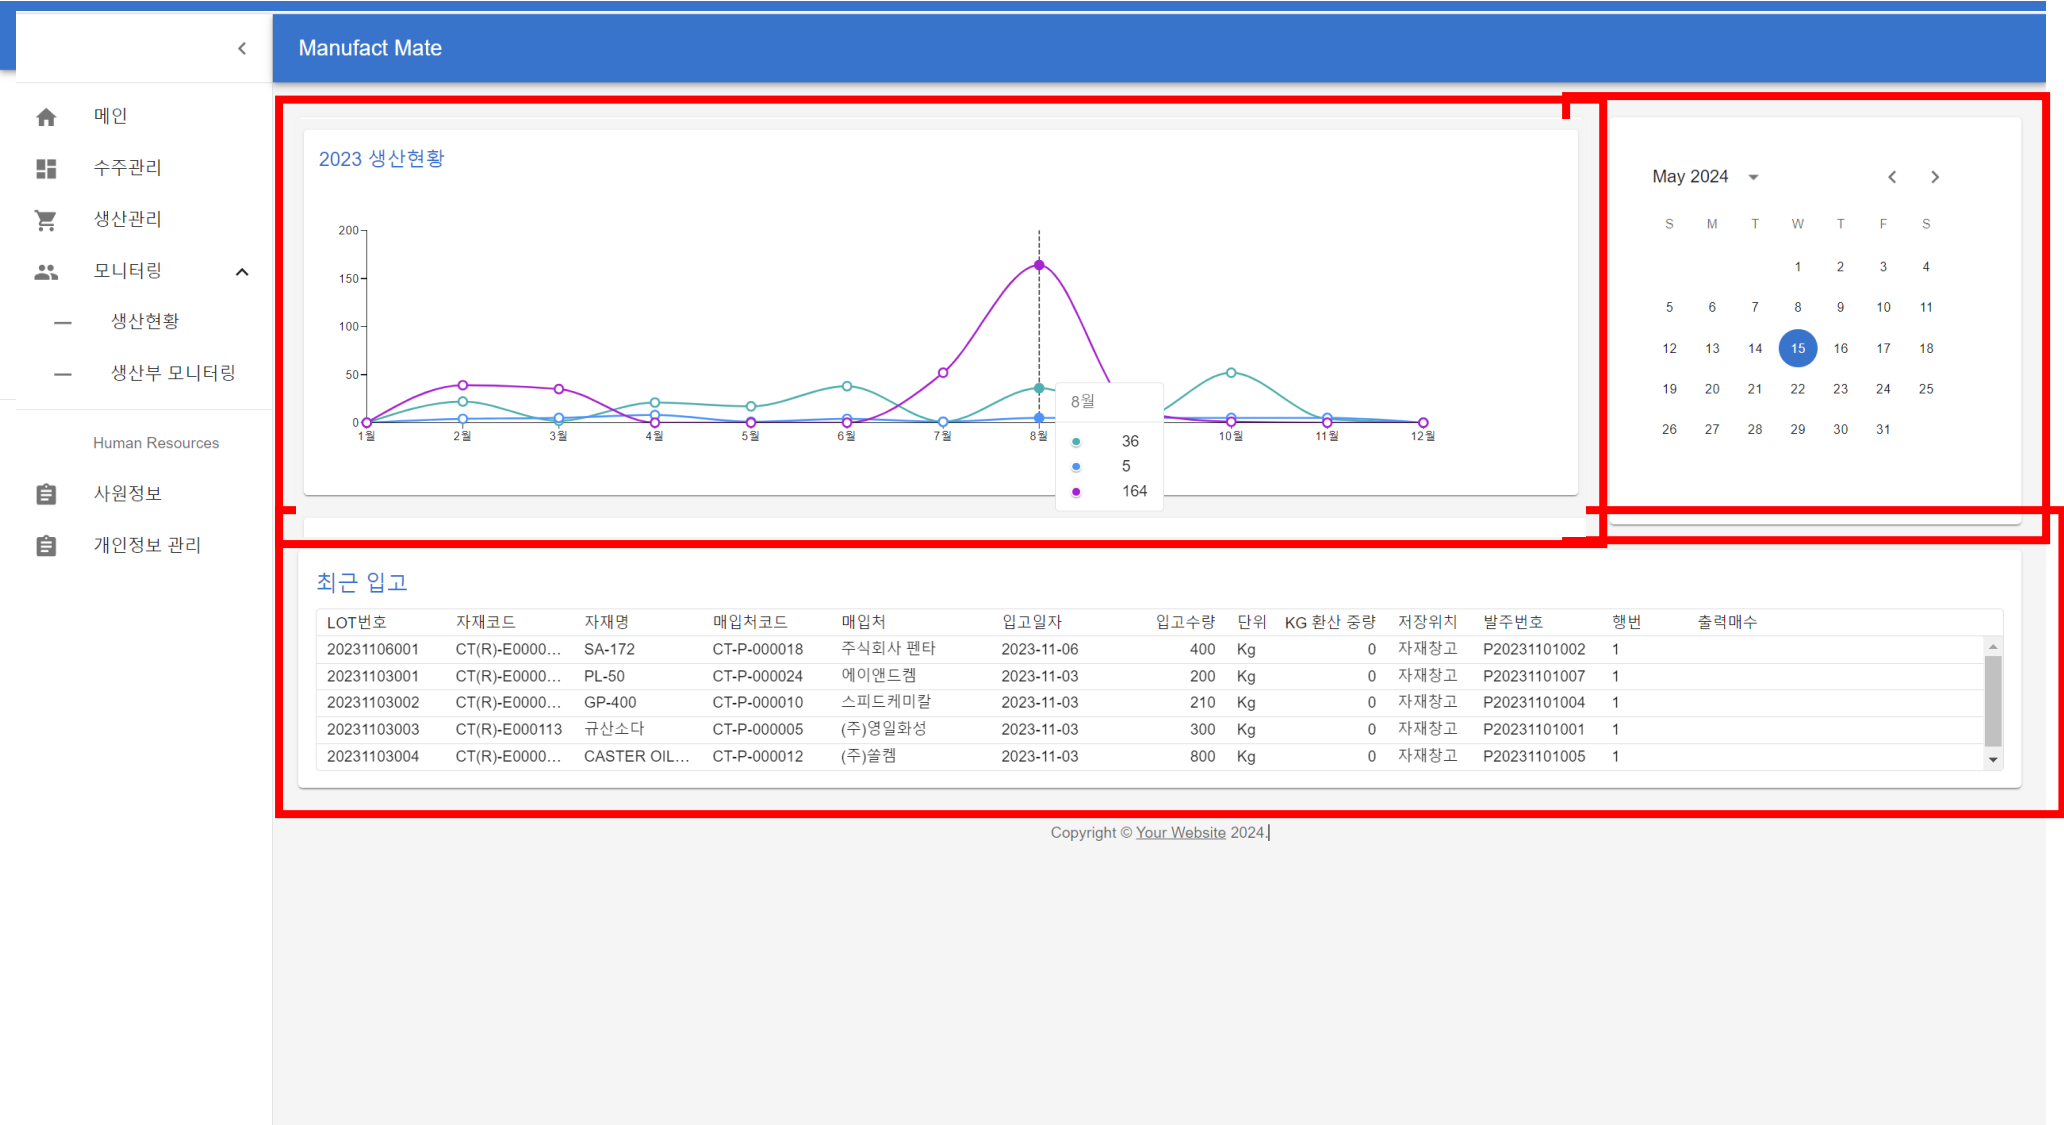 Manufact Mate
메인
수주관리
생산관리
모니터링
생산현황
생산부 모니터링
Human Resources
사원정보
개인정보 관리
2023 생산현황
200
150
100
50
0
1월 2월 3월 4월 5월 6월 7월 8월 10월 11월 12월
8월
36
5
164
May 2024
S M T W T F S
1 2 3 4
5 6 7 8 9 10 11
12 13 14 15 16 17 18
19 20 21 22 23 24 25
26 27 28 29 30 31
최근 입고
LOT번호 자재코드 자재명 매입처코드 매입처 입고일자 입고수량 단위 KG 환산 중량 저장위치 발주번호 행번 출력매수
20231106001 CT(R)-E0000... SA-172 CT-P-000018 주식회사 펜타 2023-11-06 400 Kg 0 자재창고 P20231101002 1
20231103001 CT(R)-E0000... PL-50 CT-P-000024 에이앤드켐 2023-11-03 200 Kg 0 자재창고 P20231101007 1
20231103002 CT(R)-E0000... GP-400 CT-P-000010 스피드케미칼 2023-11-03 210 Kg 0 자재창고 P20231101004 1
20231103003 CT(R)-E000113 규산소다 CT-P-000005 (주)영일화성 2023-11-03 300 Kg 0 자재창고 P20231101001 1
20231103004 CT(R)-E0000... CASTER OIL... CT-P-000012 (주)쏠켐 2023-11-03 800 Kg 0 자재창고 P20231101005 1
Copyright © Your Website 2024.